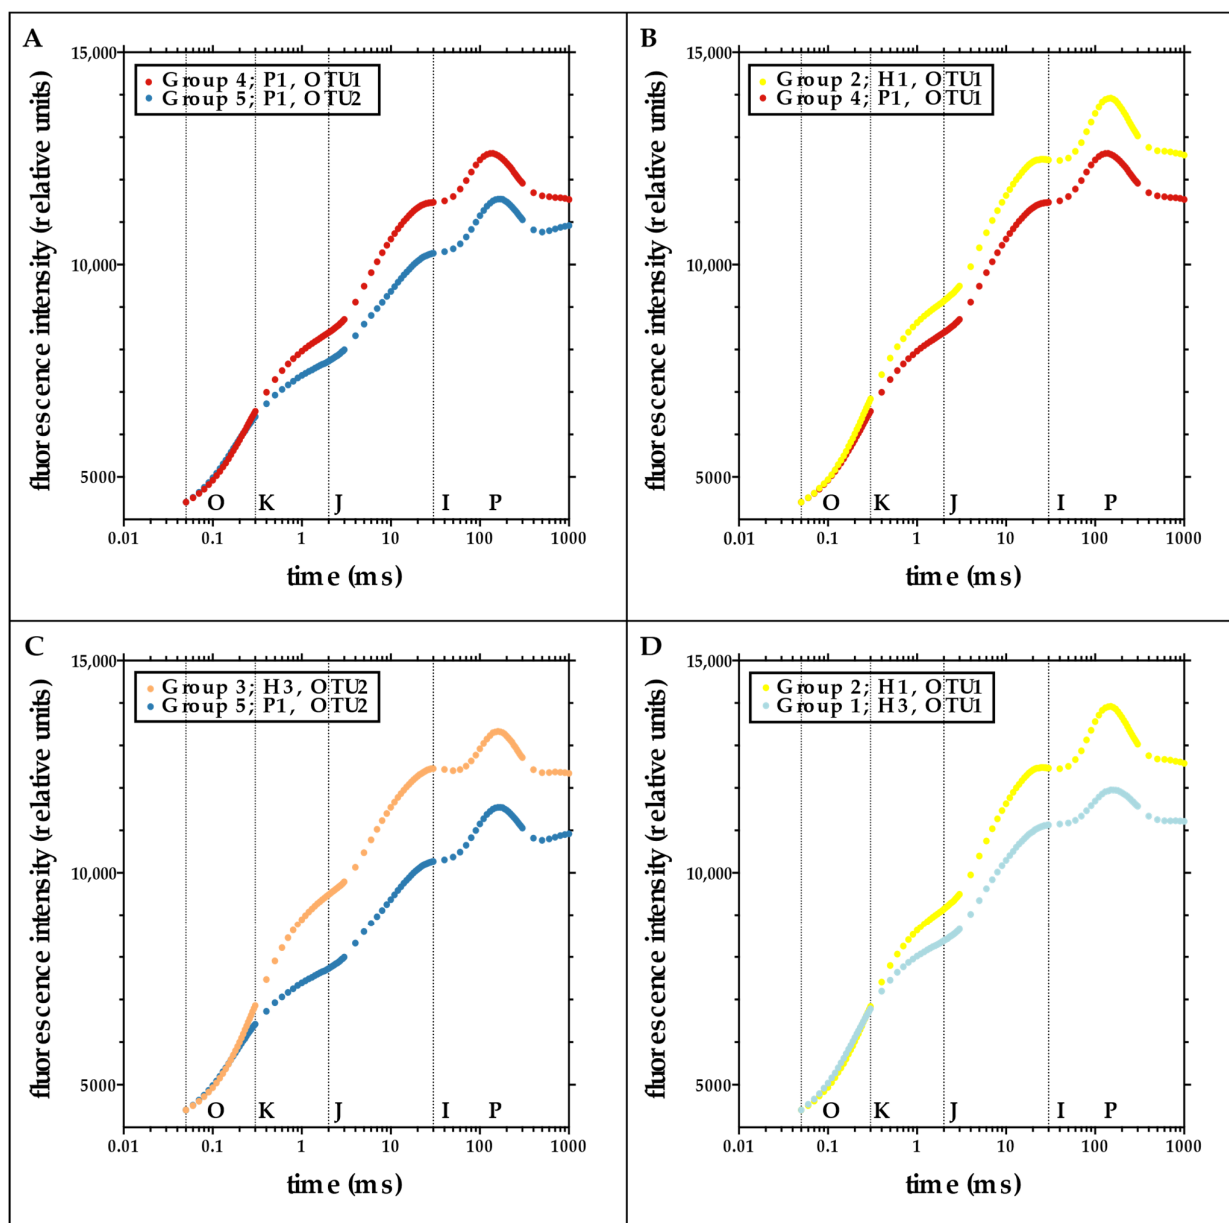 A
15,000
10,000
5000
fluorescence intensity (relative units)
Group 4; P1, OTU1
Group 5; P1, OTU2
O K J I P
0.01 0.1 1 10 100 1000
time (ms)
B
15,000
10,000
5000
fluorescence intensity (relative units)
Group 2; H1, OTU1
Group 4; P1, OTU1
O K J I P
0.01 0.1 1 10 100 1000
time (ms)
C
15,000
10,000
5000
fluorescence intensity (relative units)
Group 3; H3, OTU2
Group 5; P1, OTU2
O K J I P
0.01 0.1 1 10 100 1000
time (ms)
D
15,000
10,000
5000
fluorescence intensity (relative units)
Group 2; H1, OTU1
Group 1; H3, OTU1
O K J I P
0.01 0.1 1 10 100 1000
time (ms)